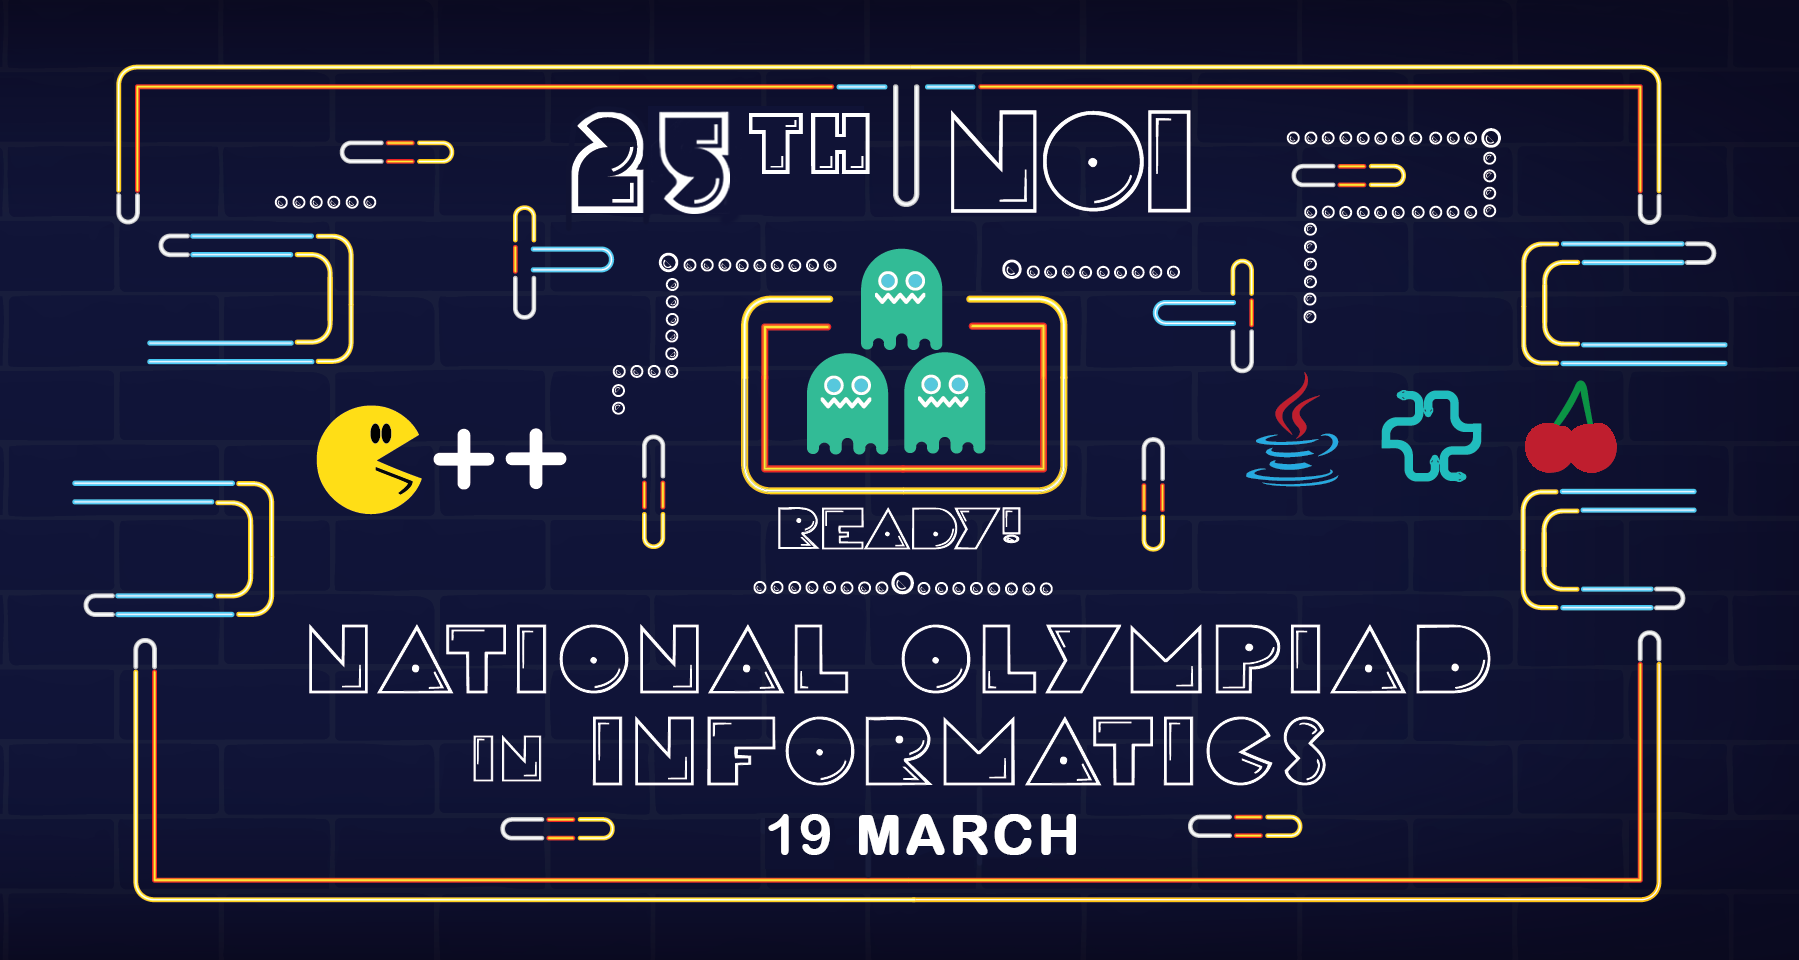 25TH NOI
++
READY!
NATIONAL OLYMPIAD
IN INFORMATICS
19 MARCH